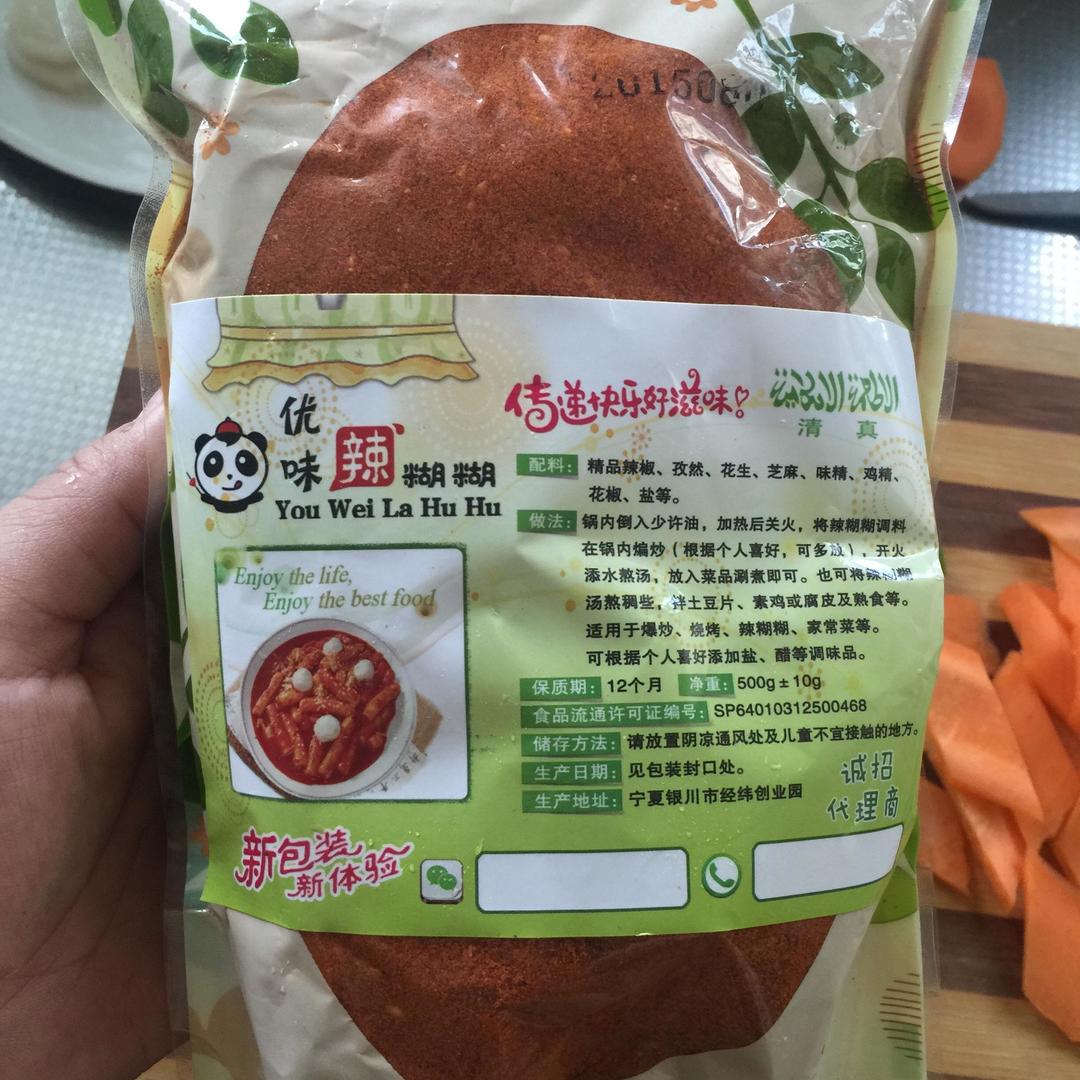 优味辣糊糊
You Wei La Hu Hu
传递快乐好滋味
清真
配料：精品辣椒、孜然、花生、芝麻、味精、鸡精、
花椒、盐等。
做法：锅内倒入少许油，加热后关火，将辣糊糊调料
在锅内煸炒（根据个人喜好，可多放），开火
添水熬汤，放入菜品涮煮即可。也可将辣糊糊
汤熬稠些，拌土豆片、素鸡或腐皮及熟食等。
适用于爆炒、烧烤、辣糊糊、家常菜等。
可根据个人喜好添加盐、醋等调味品。
保质期：12个月 净重：500g±10g
食品流通许可证编号：SP64010312500468
储存方法：请放置阴凉通风处及儿童不宜接触的地方。
生产日期：见包装封口处。
生产地址：宁夏银川市经纬创业园
诚招
代理商
Enjoy the life,
Enjoy the best food
新包装
新体验